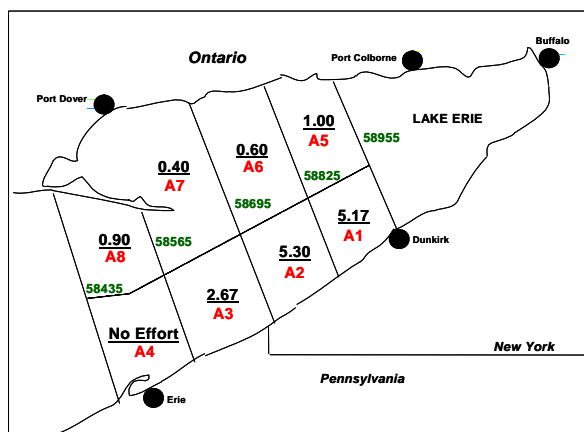 Buffalo
Ontario
Port Colborne
Port Dover
1.00
A5
58955
LAKE ERIE
0.60
A6
58825
0.40
A7
58695
5.17
A1
0.90
A8
58565
Dunkirk
5.30
A2
58435
2.67
A3
No Effort
A4
New York
Pennsylvania
Erie